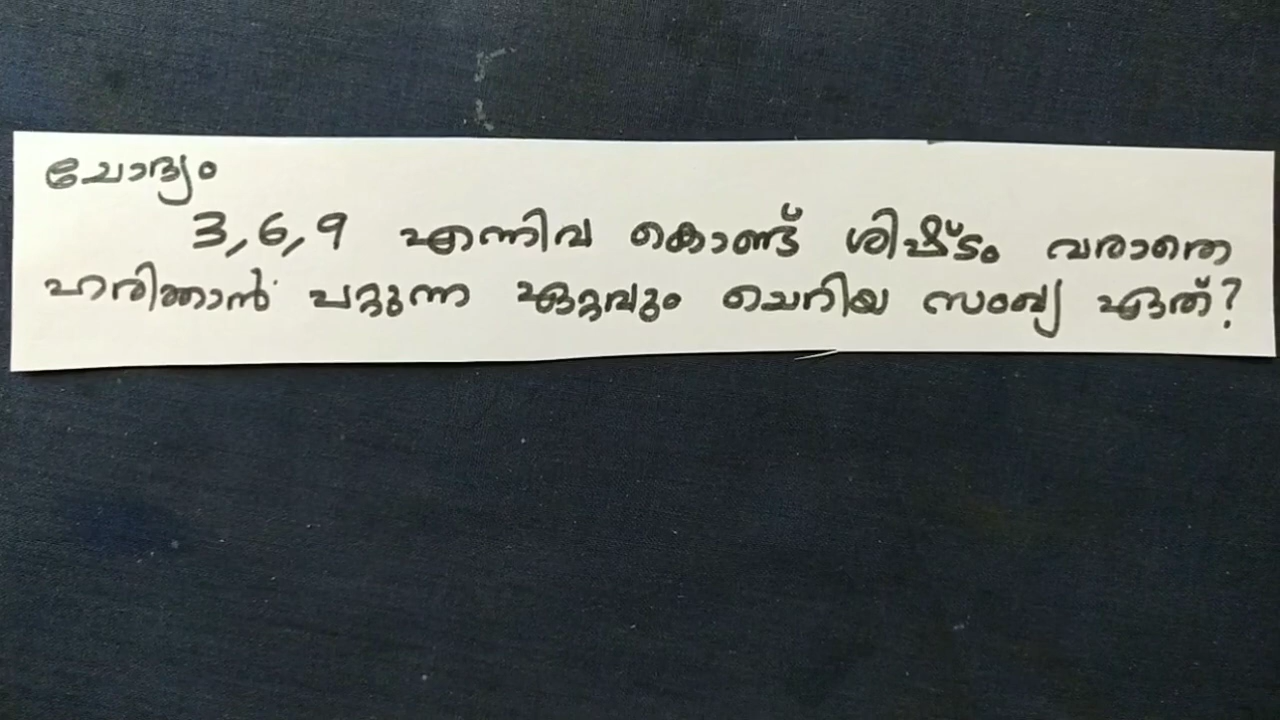 ചോദ്യം
3,6,9 എന്നിവ കൊണ്ട് ശിഷ്ടം വരാതെ
ഹരിക്കാൻ പറ്റുന്ന ഏറ്റവും ചെറിയ സംഖ്യ ഏത്?